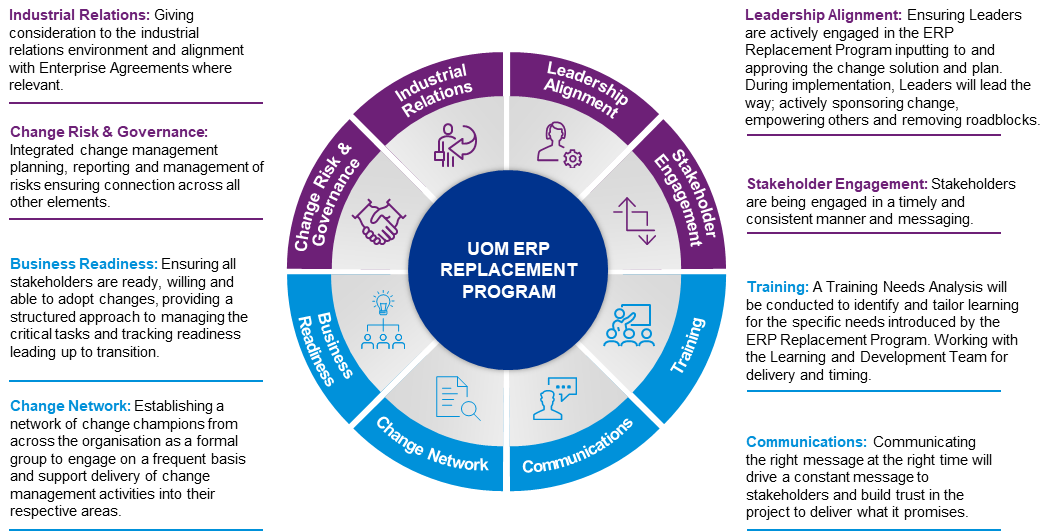 Industrial Relations: Giving
consideration to the industrial
relations environment and alignment
with Enterprise Agreements where
relevant.
Change Risk & Governance:
Integrated change management
planning, reporting and management of
risks ensuring connection across all
other elements.
Business Readiness: Ensuring all
stakeholders are ready, willing and
able to adopt changes, providing a
structured approach to managing the
critical tasks and tracking readiness
leading up to transition.
Change Network: Establishing a
network of change champions from
across the organisation as a formal
group to engage on a frequent basis
and support delivery of change
management activities into their
respective areas.
Industrial
Relations
Leadership
Alignment
Stakeholder
Engagement
Training
Communications
Change Network
Business
Readiness
Change Risk &
Governance
UOM ERP
REPLACEMENT
PROGRAM
Leadership Alignment: Ensuring Leaders
are actively engaged in the ERP
Replacement Program inputting to and
approving the change solution and plan.
During implementation, Leaders will lead the
way; actively sponsoring change,
empowering others and removing roadblocks.
Stakeholder Engagement: Stakeholders
are being engaged in a timely and
consistent manner and messaging.
Training: A Training Needs Analysis will
be conducted to identify and tailor learning
for the specific needs introduced by the
ERP Replacement Program. Working with
the Learning and Development Team for
delivery and timing.
Communications: Communicating
the right message at the right time will
drive a constant message to
stakeholders and build trust in the
project to deliver what it promises.